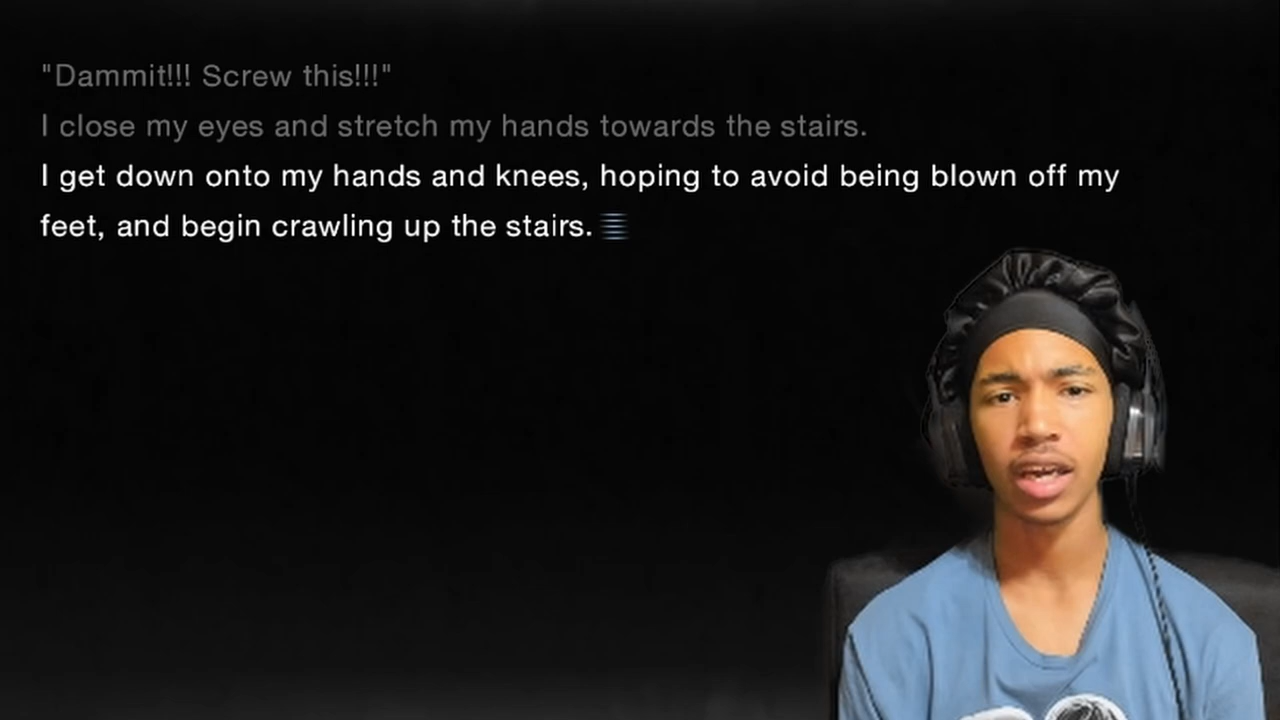 "Dammit!!! Screw this!!!"
I close my eyes and stretch my hands towards the stairs.
I get down onto my hands and knees, hoping to avoid being blown off my
feet, and begin crawling up the stairs.